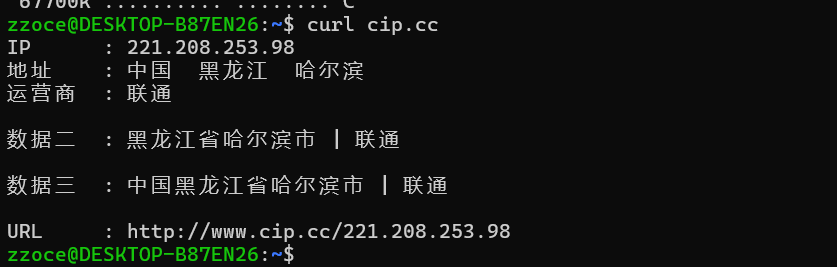 67700K .......... ........ C
zzoce@DESKTOP-B87EN26:~$ curl cip.cc
IP      : 221.208.253.98
地址    : 中国  黑龙江  哈尔滨
运营商  : 联通
数据二  : 黑龙江省哈尔滨市 | 联通
数据三  : 中国黑龙江省哈尔滨市 | 联通
URL     : http://www.cip.cc/221.208.253.98
zzoce@DESKTOP-B87EN26:~$